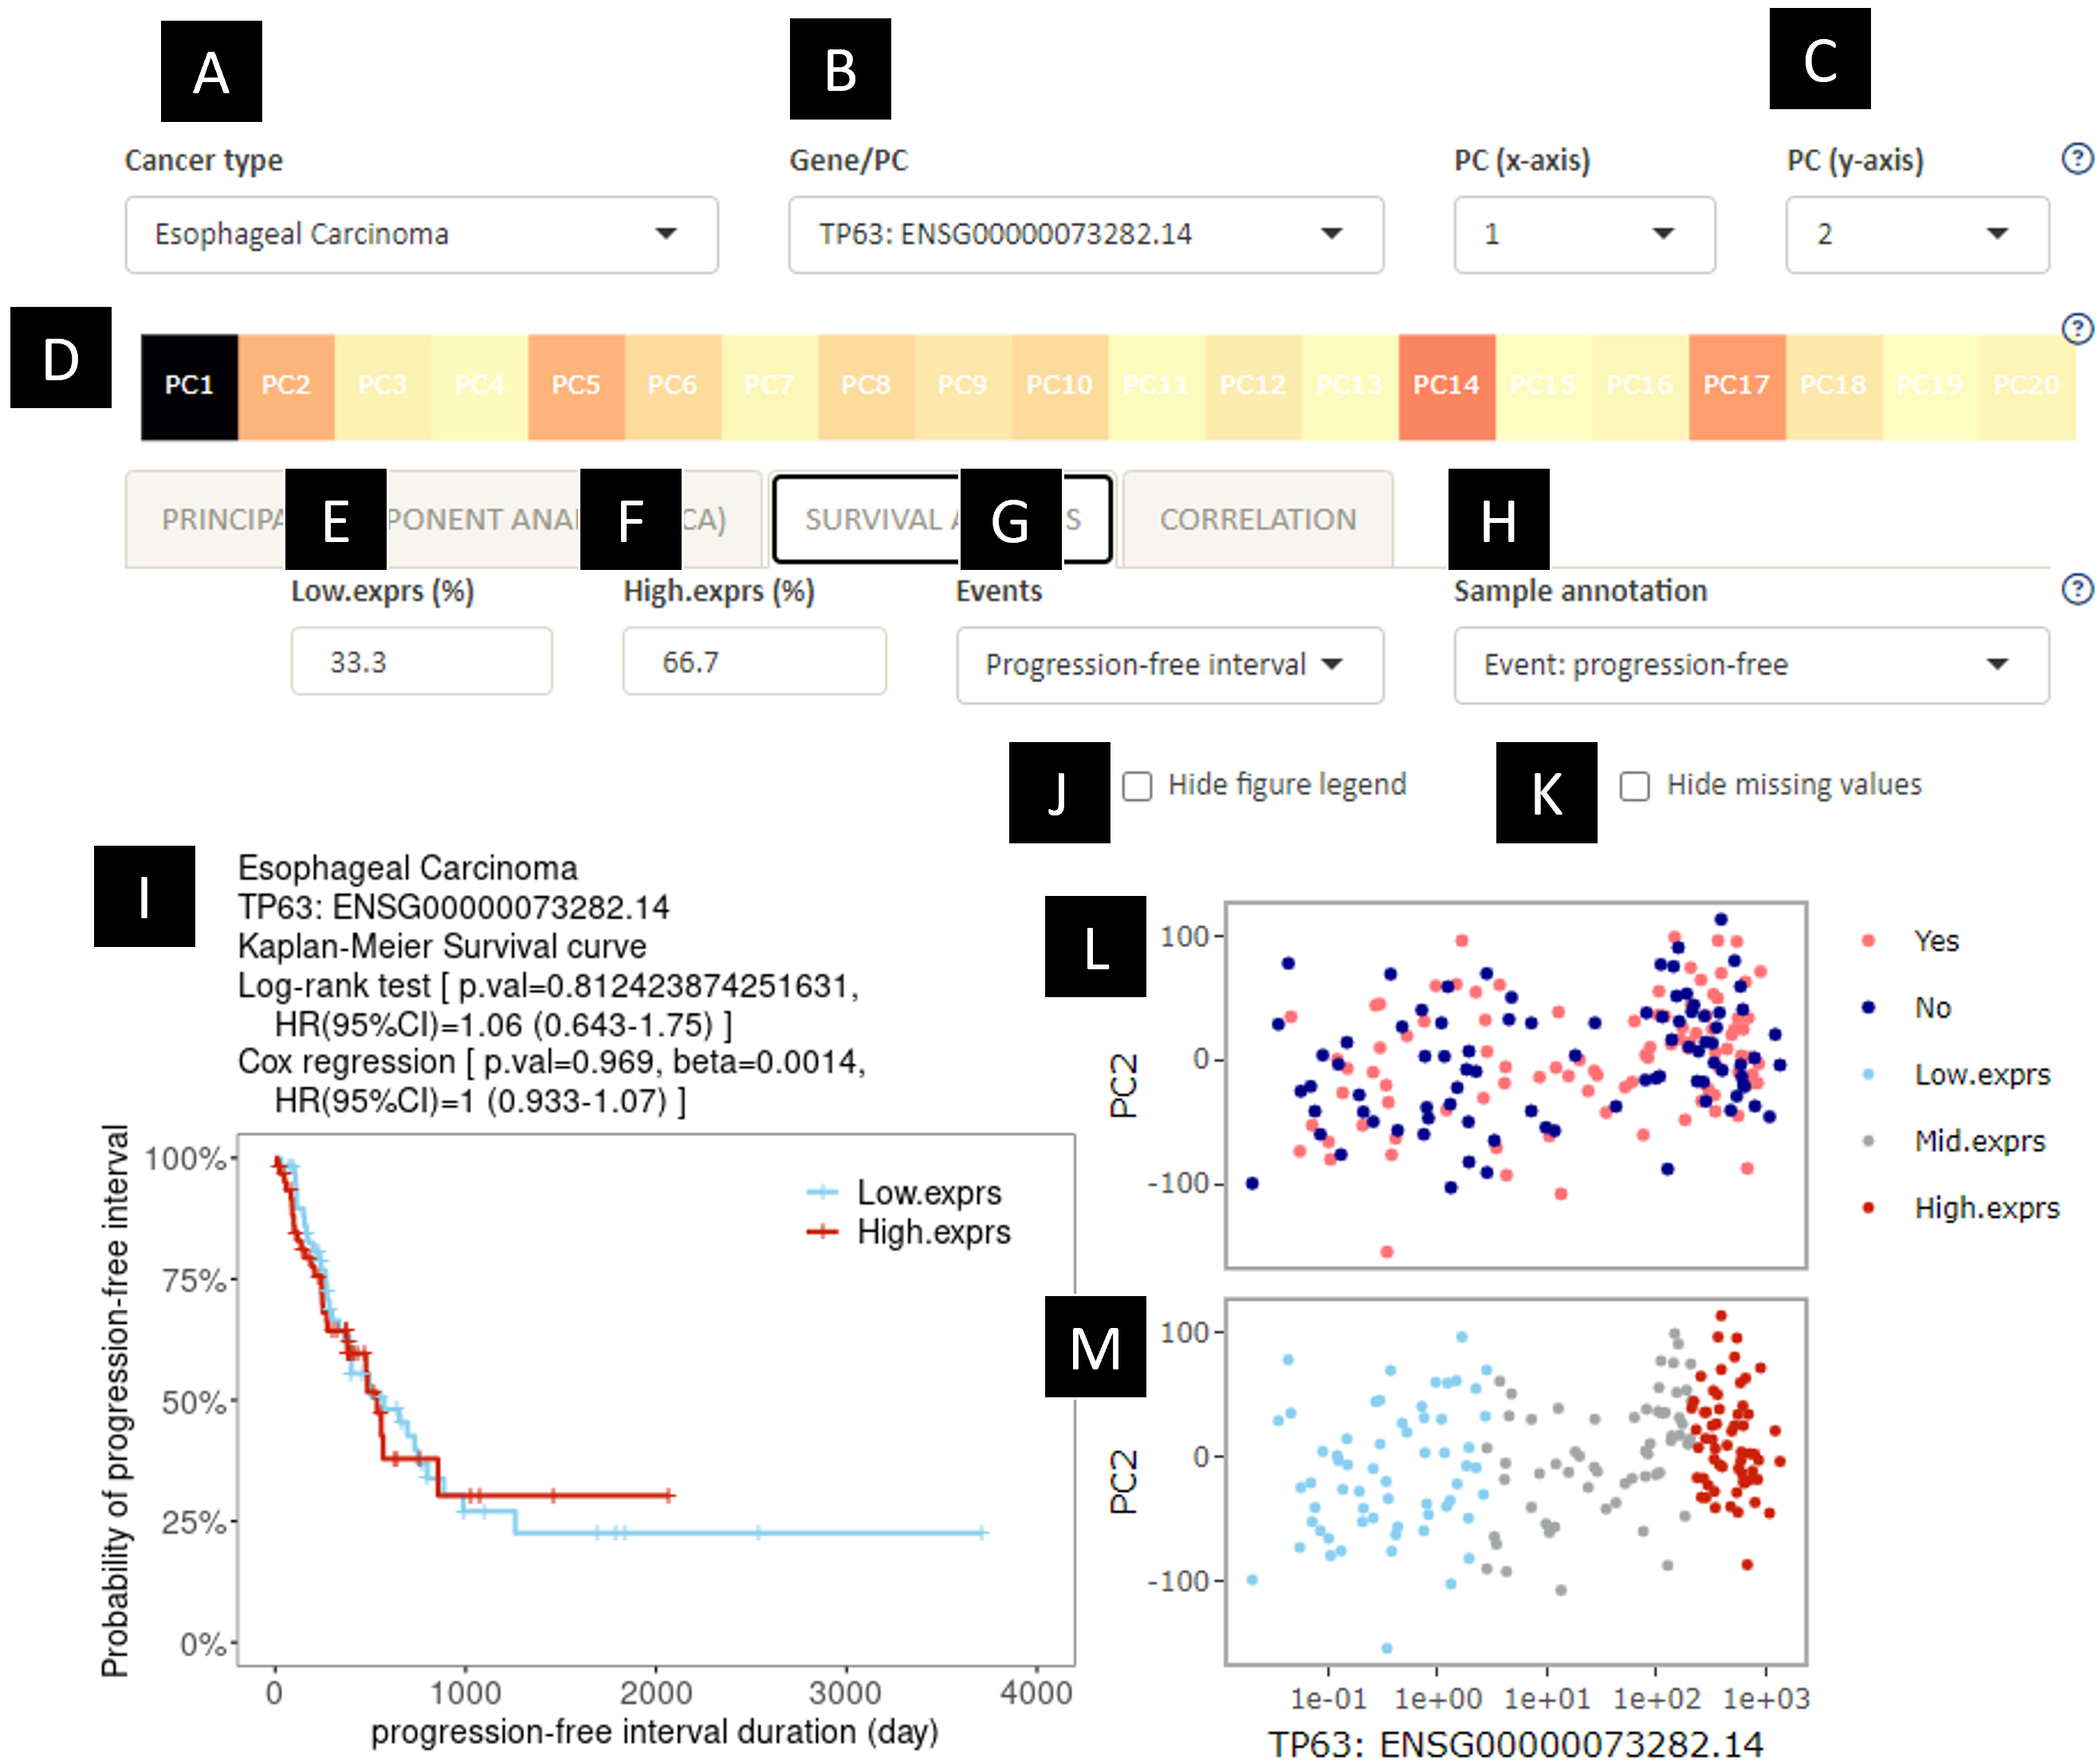 A
B
C
Cancer type
Gene/PC
PC (x-axis)
PC (y-axis)
?
Esophageal Carcinoma
TP63: ENSG00000073282.14
1
2
D
?
PC1 PC2 PC3 PC4 PC5 PC6 PC7 PC8 PC9 PC10 PC11 PC12 PC13 PC14 PC15 PC16 PC17 PC18 PC19 PC20
PRINCIPA E PONENT ANA F CA)
SURVIVAL A G S
CORRELATION
H
Low.exprs (%)
High.exprs (%)
Events
Sample annotation
?
33.3
66.7
Progression-free interval
Event: progression-free
J
Hide figure legend
K
Hide missing values
I
Esophageal Carcinoma
TP63: ENSG00000073282.14
Kaplan-Meier Survival curve
Log-rank test [ p.val=0.812423874251631,
HR(95%CI)=1.06 (0.643-1.75) ]
Cox regression [ p.val=0.969, beta=0.0014,
HR(95%CI)=1 (0.933-1.07) ]
Probability of progression-free interval
100%
75%
50%
25%
0%
Low.exprs
High.exprs
0 1000 2000 3000 4000
progression-free interval duration (day)
L
PC2
100
0
-100
Yes
No
Low.exprs
Mid.exprs
High.exprs
M
PC2
100
0
-100
1e-01 1e+00 1e+01 1e+02 1e+03
TP63: ENSG00000073282.14